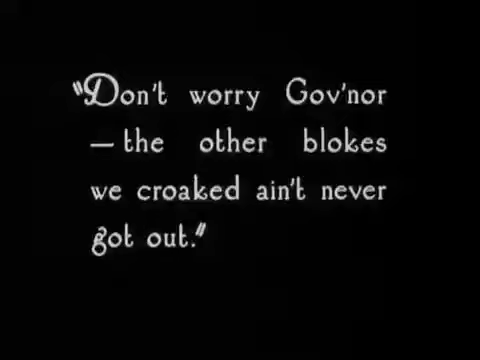 "Don't worry Gov'nor
— the other blokes
we croaked ain't never
got out."